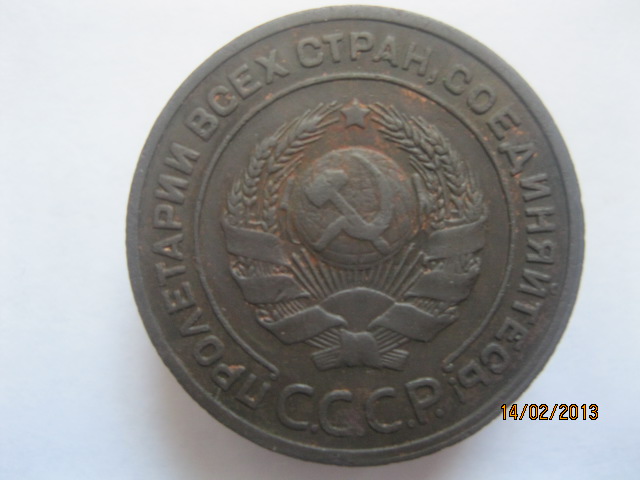 ПРОЛЕТАРИИ ВСЕХ СТРАН, СОЕДИНЯЙТЕСЬ!
С.С.С.Р.
14/02/2013